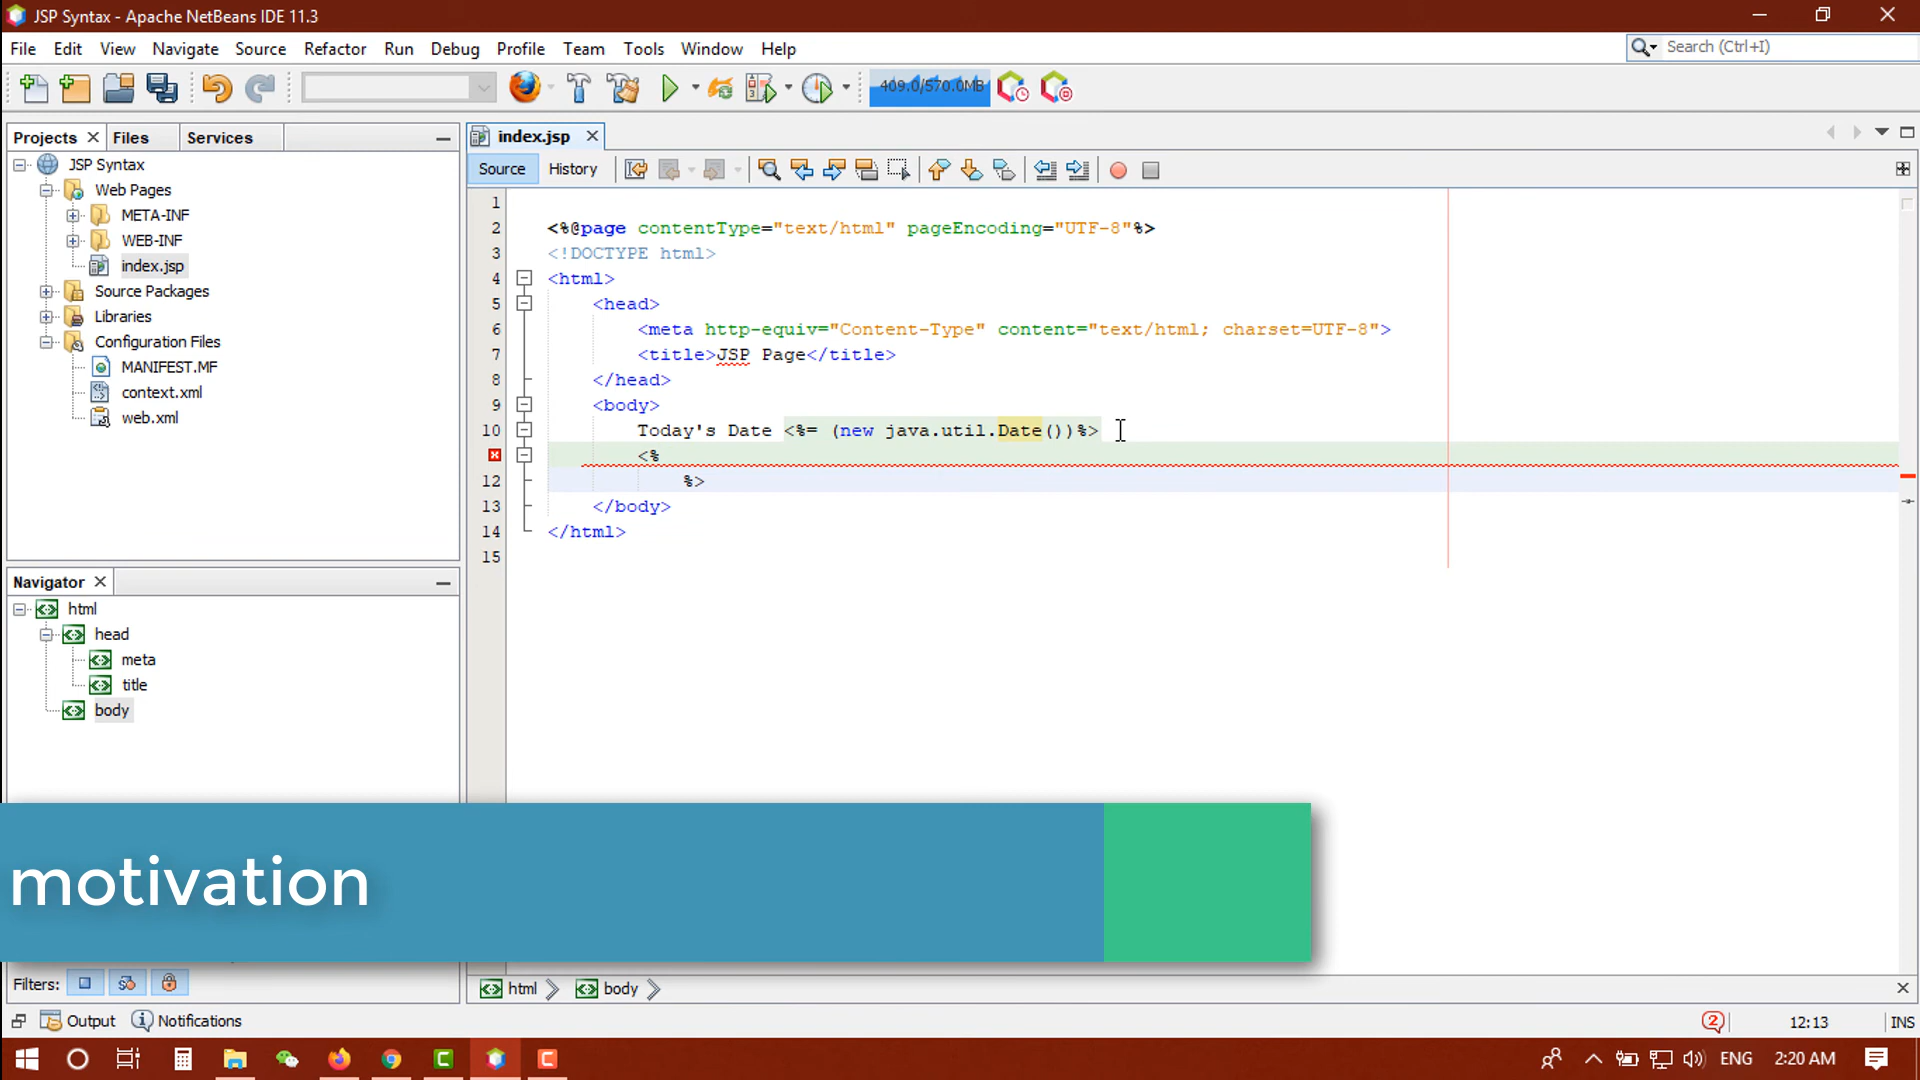 JSP Syntax - Apache NetBeans IDE 11.3
File Edit View Navigate Source Refactor Run Debug Profile Team Tools Window Help
Search (Ctrl+I)
409.0/570.0MB
Projects Files Services
index.jsp
JSP Syntax
Web Pages
META-INF
WEB-INF
index.jsp
Source Packages
Libraries
Configuration Files
MANIFEST.MF
context.xml
web.xml
Source History
1
2 <%@page contentType="text/html" pageEncoding="UTF-8"%>
3 <!DOCTYPE html>
4 <html>
5 <head>
6 <meta http-equiv="Content-Type" content="text/html; charset=UTF-8">
7 <title>JSP Page</title>
8 </head>
9 <body>
10 Today's Date <%= (new java.util.Date())%>
<%
12 %>
13 </body>
14 </html>
15
Navigator
html
head
meta
title
body
motivation
Filters:
html body
Output Notifications
2
12:13
INS
ENG
2:20 AM